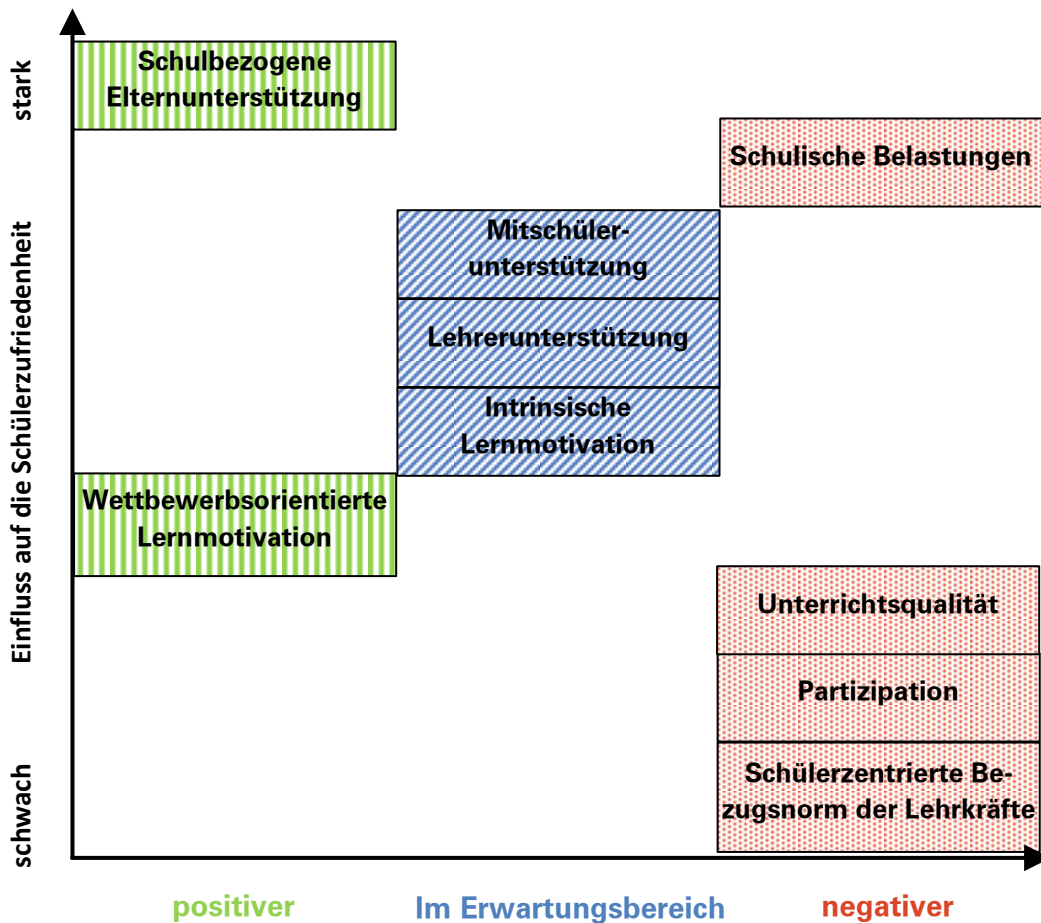 stark
Einfluss auf die Schülerzufriedenheit
schwach
Schulbezogene
Elternunterstützung
Schulische Belastungen
Mitschüler-
unterstützung
Lehrerunterstützung
Intrinsische
Lernmotivation
Wettbewerbsorientierte
Lernmotivation
Unterrichtsqualität
Partizipation
Schülerzentrierte Be-
zugsnorm der Lehrkräfte
positiver
Im Erwartungsbereich
negativer